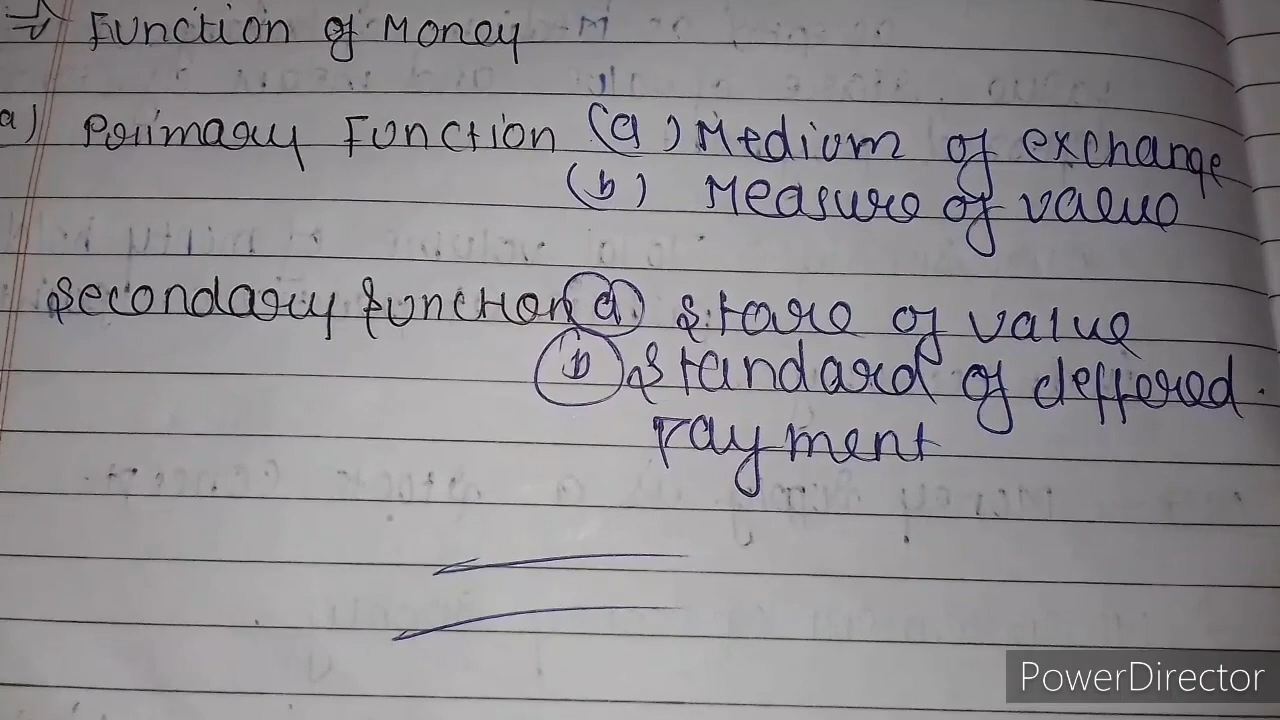 ⇒ Function of Money
a) Primary Function (a) Medium of exchange
(b) Measure of value
Secondary function (a) Store of value
(b) Standard of deffered
Payment
PowerDirector